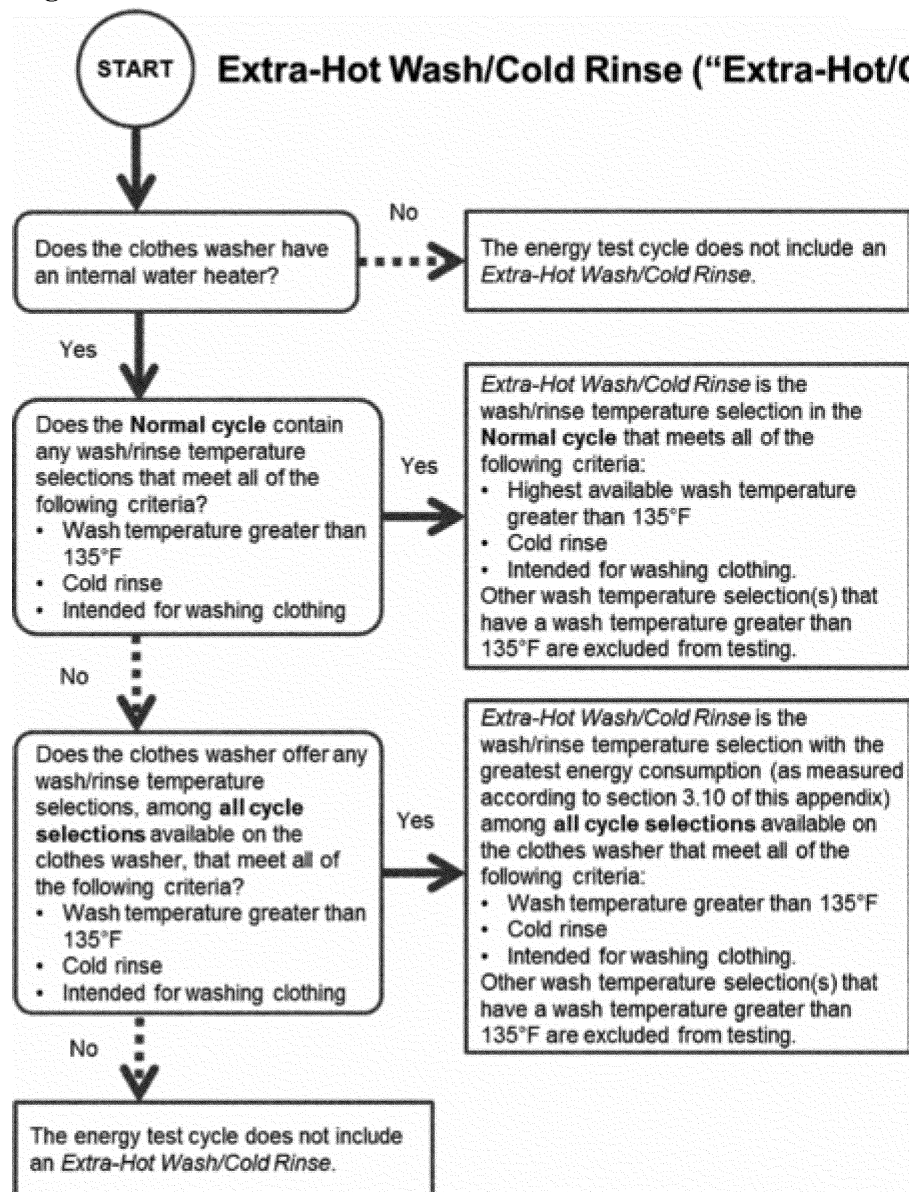 START
Extra-Hot Wash/Cold Rinse (“Extra-Hot/
Does the clothes washer have
an internal water heater?
No
The energy test cycle does not include an
Extra-Hot Wash/Cold Rinse.
Yes
Does the Normal cycle contain
any wash/rinse temperature
selections that meet all of the
following criteria?
• Wash temperature greater than
135°F
• Cold rinse
• Intended for washing clothing
Yes
Extra-Hot Wash/Cold Rinse is the
wash/rinse temperature selection in the
Normal cycle that meets all of the
following criteria:
• Highest available wash temperature
greater than 135°F
• Cold rinse
• Intended for washing clothing.
Other wash temperature selection(s) that
have a wash temperature greater than
135°F are excluded from testing.
No
Does the clothes washer offer any
wash/rinse temperature
selections, among all cycle
selections available on the
clothes washer, that meet all of
the following criteria?
• Wash temperature greater than
135°F
• Cold rinse
• Intended for washing clothing
Yes
Extra-Hot Wash/Cold Rinse is the
wash/rinse temperature selection with the
greatest energy consumption (as measured
according to section 3.10 of this appendix)
among all cycle selections available on
the clothes washer that meet all of the
following criteria:
• Wash temperature greater than 135°F
• Cold rinse
• Intended for washing clothing.
Other wash temperature selection(s) that
have a wash temperature greater than
135°F are excluded from testing.
No
The energy test cycle does not include
an Extra-Hot Wash/Cold Rinse.